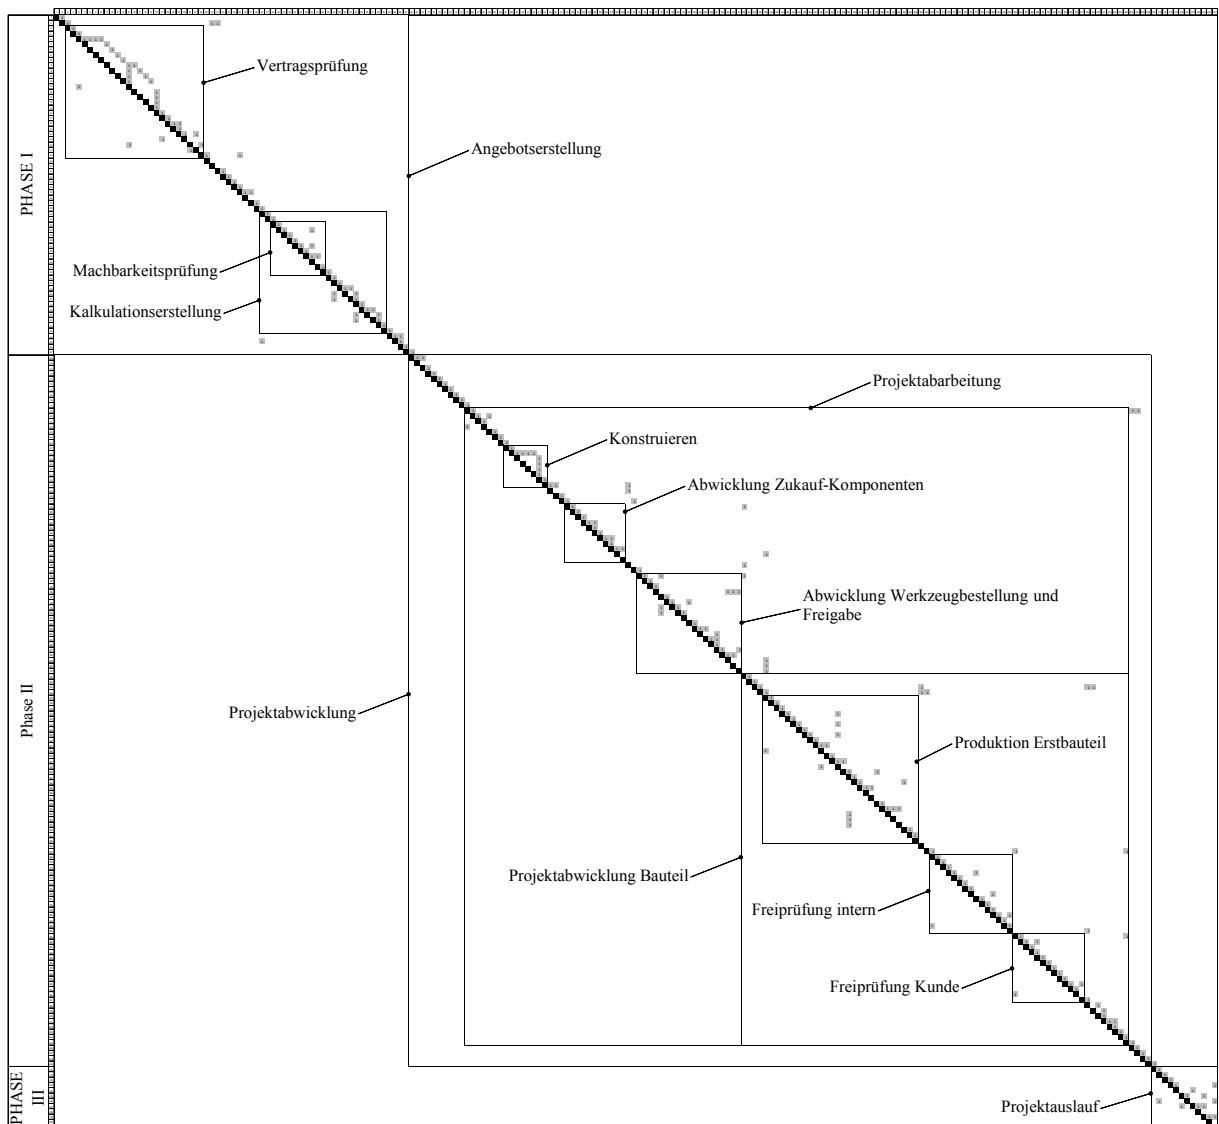 Vertragsprüfung
Angebotserstellung
PHASE I
Machbarkeitsprüfung
Kalkulationserstellung
Projektabarbeitung
Konstruieren
Abwicklung Zukauf-Komponenten
Abwicklung Werkzeugbestellung und
Freigabe
Phase II
Projektabwicklung
Produktion Erstbauteil
Projektabwicklung Bauteil
Freiprüfung intern
Freiprüfung Kunde
PHASE
III
Projektauslauf